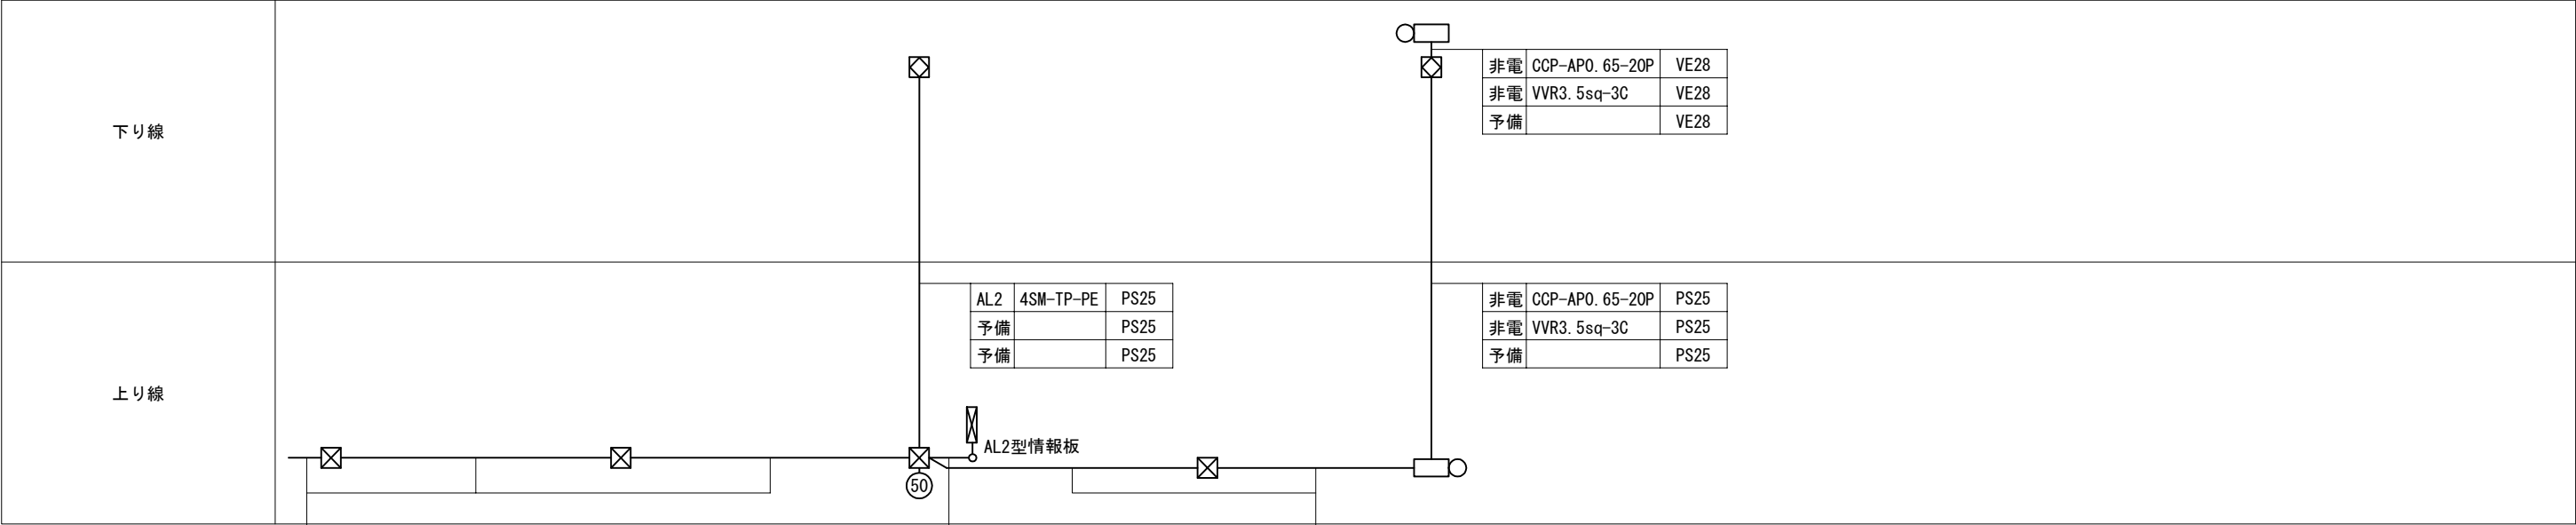 下り線
非電 CCP-AP0.65-20P VE28
非電 VVR3.5sq-3C VE28
予備 VE28
上り線
AL2 4SM-TP-PE PS25
予備 PS25
予備 PS25
非電 CCP-AP0.65-20P PS25
非電 VVR3.5sq-3C PS25
予備 PS25
AL2型情報板
50